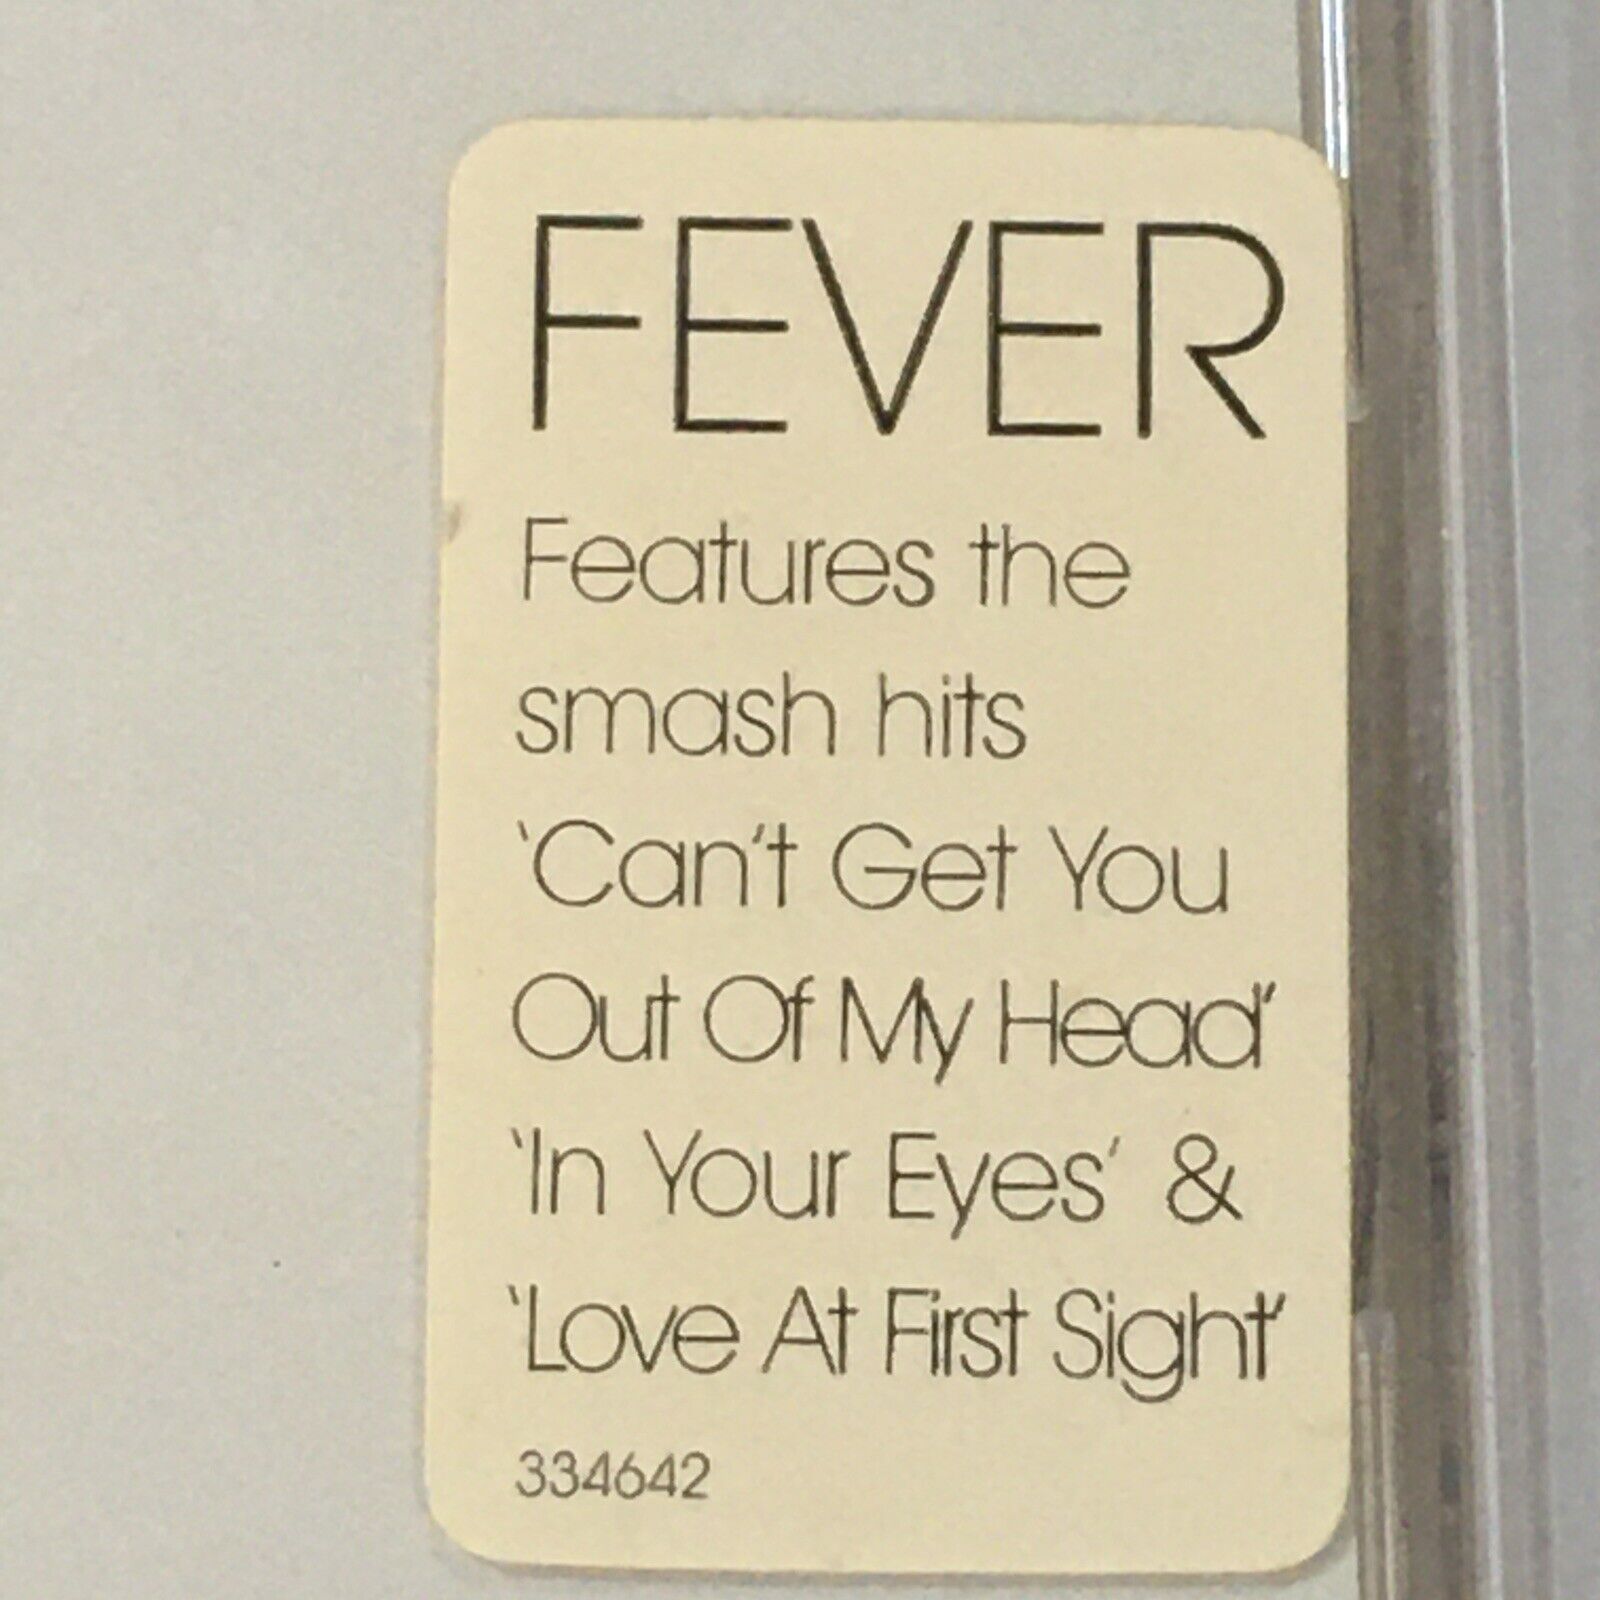 FEVER
Features the
smash hits
‘Can’t Get You
Out Of My Head’
‘In Your Eyes’ &
‘Love At First Sight’
334642